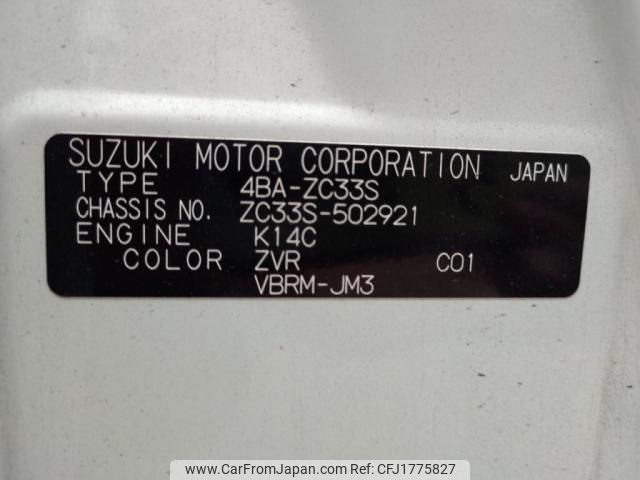 SUZUKI MOTOR CORPORATION JAPAN
TYPE 4BA-ZC33S
CHASSIS NO. ZC33S-502921
ENGINE K14C
COLOR ZVR C01
VBRM-JM3
www.CarFromJapan.com REF No: CFJ1775827